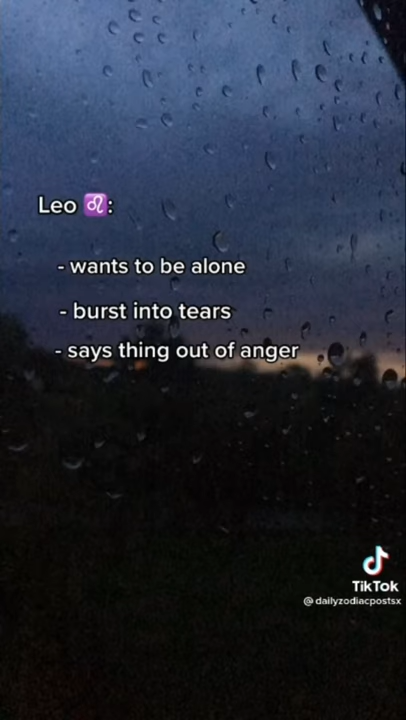 Leo ♌:
- wants to be alone
- burst into tears
- says thing out of anger
TikTok
@dailyzodiacpostsx